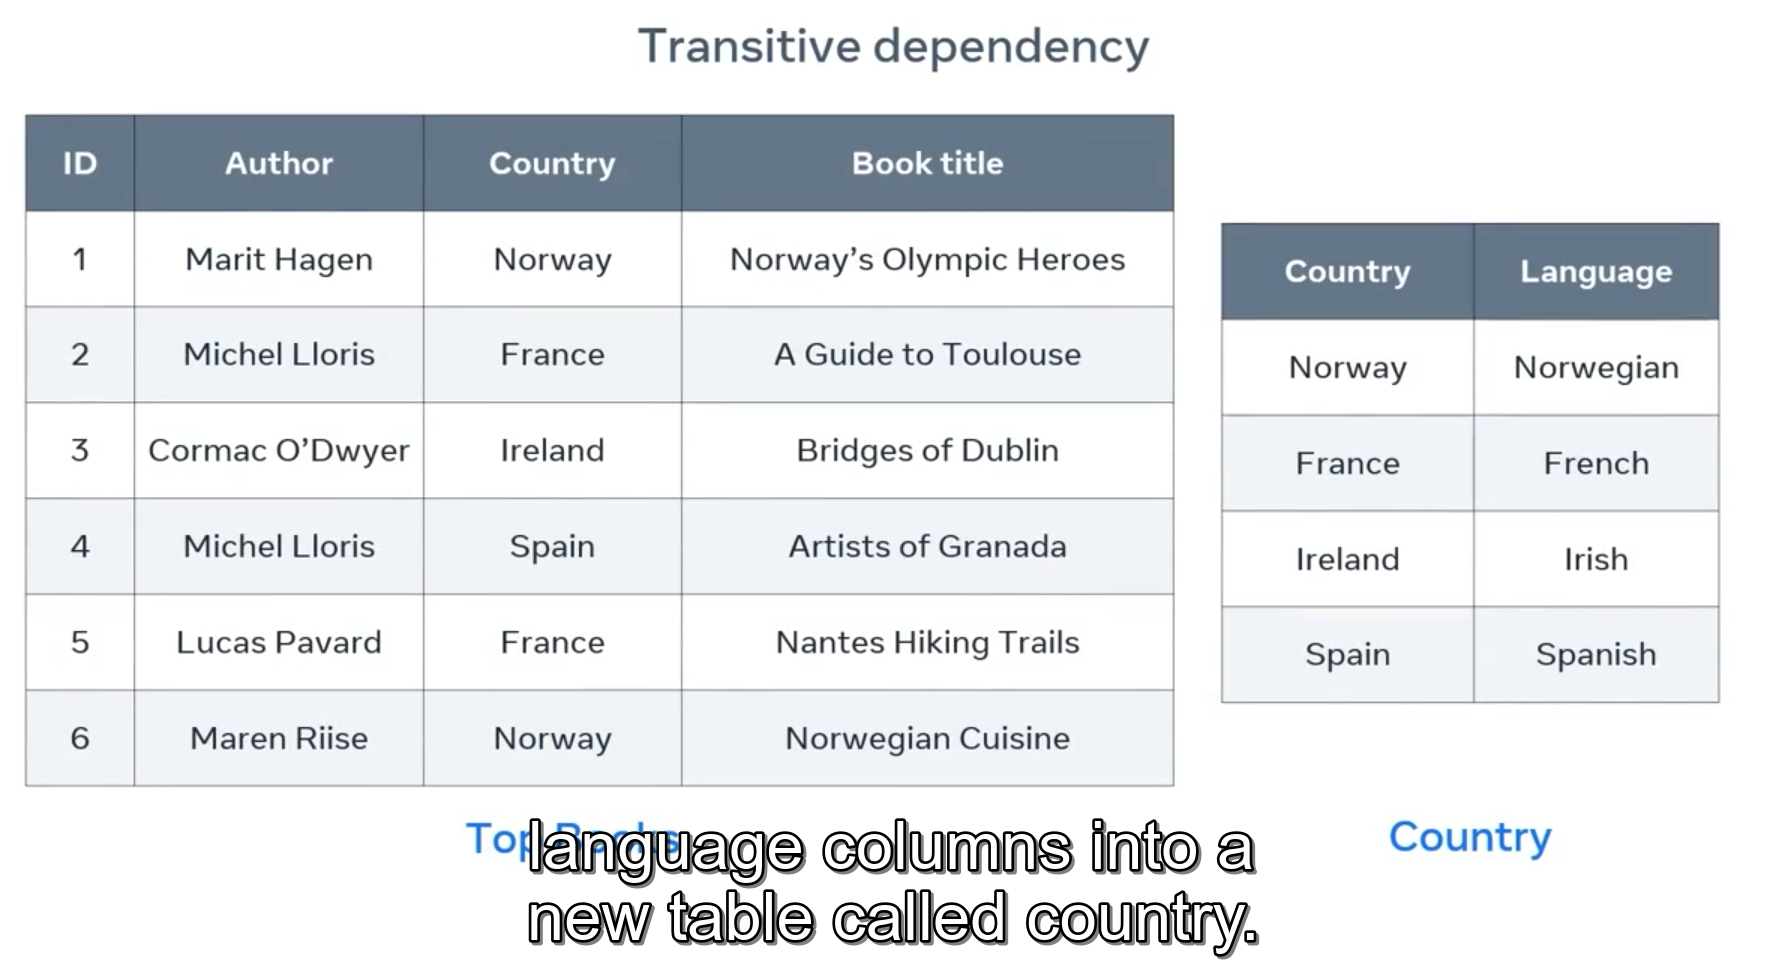 Transitive dependency
ID Author Country Book title
1 Marit Hagen Norway Norway’s Olympic Heroes
2 Michel Lloris France A Guide to Toulouse
3 Cormac O’Dwyer Ireland Bridges of Dublin
4 Michel Lloris Spain Artists of Granada
5 Lucas Pavard France Nantes Hiking Trails
6 Maren Riise Norway Norwegian Cuisine
Country Language
Norway Norwegian
France French
Ireland Irish
Spain Spanish
Top Books
Country
language columns into a
new table called country.